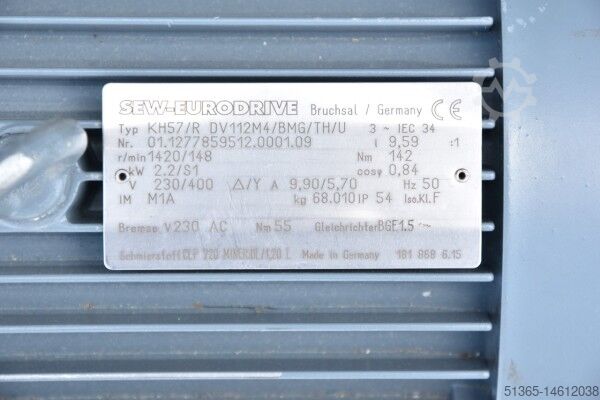 SEW-EURODRIVE Bruchsal / Germany CE
Typ KH57/R DV112M4/BMG/TH/U 3 ~ IEC 34
Nr. 01.1277859512.0001.09 i 9,59 :1
r/min 1420/148 Nm 142
kW 2.2/S1 cosφ 0,84
V 230/400 Δ/Y A 9,90/5,70 Hz 50
IM M1A kg 68.010 IP 54 Iso.Kl. F
Bremse V 230 AC Nm 55 Gleichrichter BGE1.5
Schmierstoff CLP 220 MINERÖL/1,20 L Made in Germany 181 868 6.15
51365-14612038